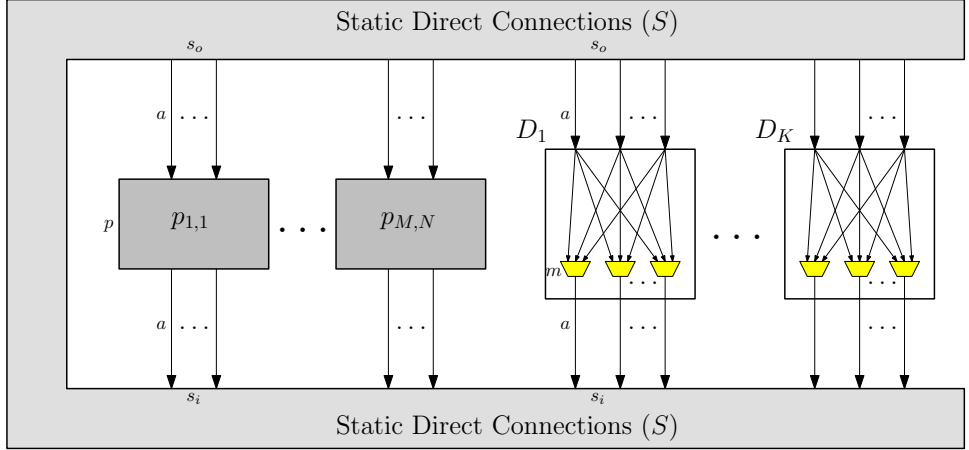 Static Direct Connections (S)
s_o s_o
a ... ... a ... ...
D_1 D_K
p p_{1,1} ... p_{M,N} ...
m ... ...
a ... ... a ... ...
s_i s_i
Static Direct Connections (S)